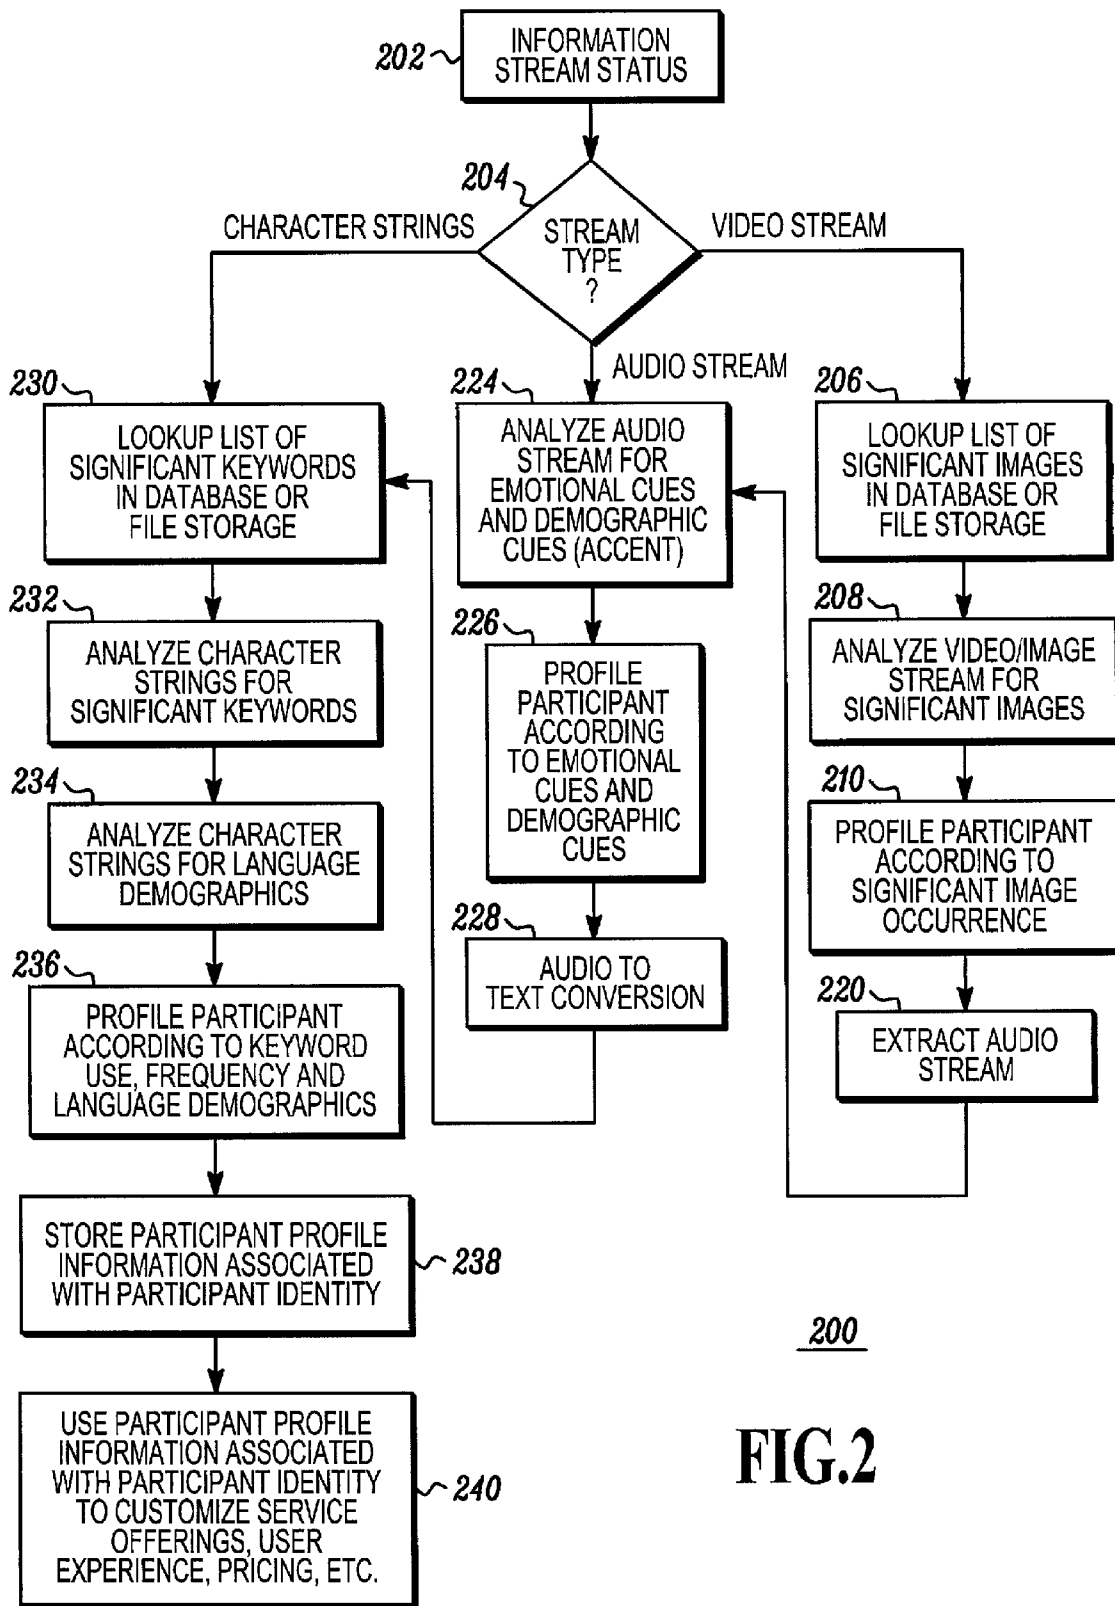 202
INFORMATION
STREAM STATUS
204
STREAM
TYPE
?
CHARACTER STRINGS
VIDEO STREAM
AUDIO STREAM
230
LOOKUP LIST OF
SIGNIFICANT KEYWORDS
IN DATABASE OR
FILE STORAGE
232
ANALYZE CHARACTER
STRINGS FOR
SIGNIFICANT KEYWORDS
234
ANALYZE CHARACTER
STRINGS FOR LANGUAGE
DEMOGRAPHICS
236
PROFILE PARTICIPANT
ACCORDING TO KEYWORD
USE, FREQUENCY AND
LANGUAGE DEMOGRAPHICS
224
ANALYZE AUDIO
STREAM FOR
EMOTIONAL CUES
AND DEMOGRAPHIC
CUES (ACCENT)
226
PROFILE
PARTICIPANT
ACCORDING
TO EMOTIONAL
CUES AND
DEMOGRAPHIC
CUES
228
AUDIO TO
TEXT CONVERSION
206
LOOKUP LIST OF
SIGNIFICANT IMAGES
IN DATABASE OR
FILE STORAGE
208
ANALYZE VIDEO/IMAGE
STREAM FOR
SIGNIFICANT IMAGES
210
PROFILE PARTICIPANT
ACCORDING TO
SIGNIFICANT IMAGE
OCCURRENCE
220
EXTRACT AUDIO
STREAM
STORE PARTICIPANT PROFILE
INFORMATION ASSOCIATED
WITH PARTICIPANT IDENTITY
238
USE PARTICIPANT PROFILE
INFORMATION ASSOCIATED
WITH PARTICIPANT IDENTITY
TO CUSTOMIZE SERVICE
OFFERINGS, USER
EXPERIENCE, PRICING, ETC.
240
200
FIG.2